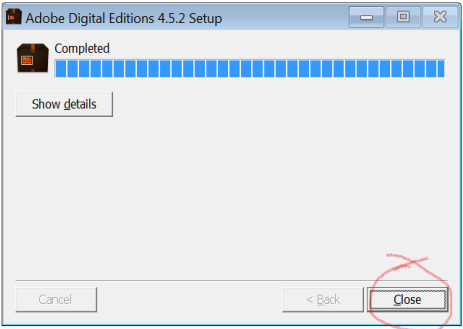 Adobe Digital Editions 4.5.2 Setup
Completed
Show details
Cancel
< Back
Close